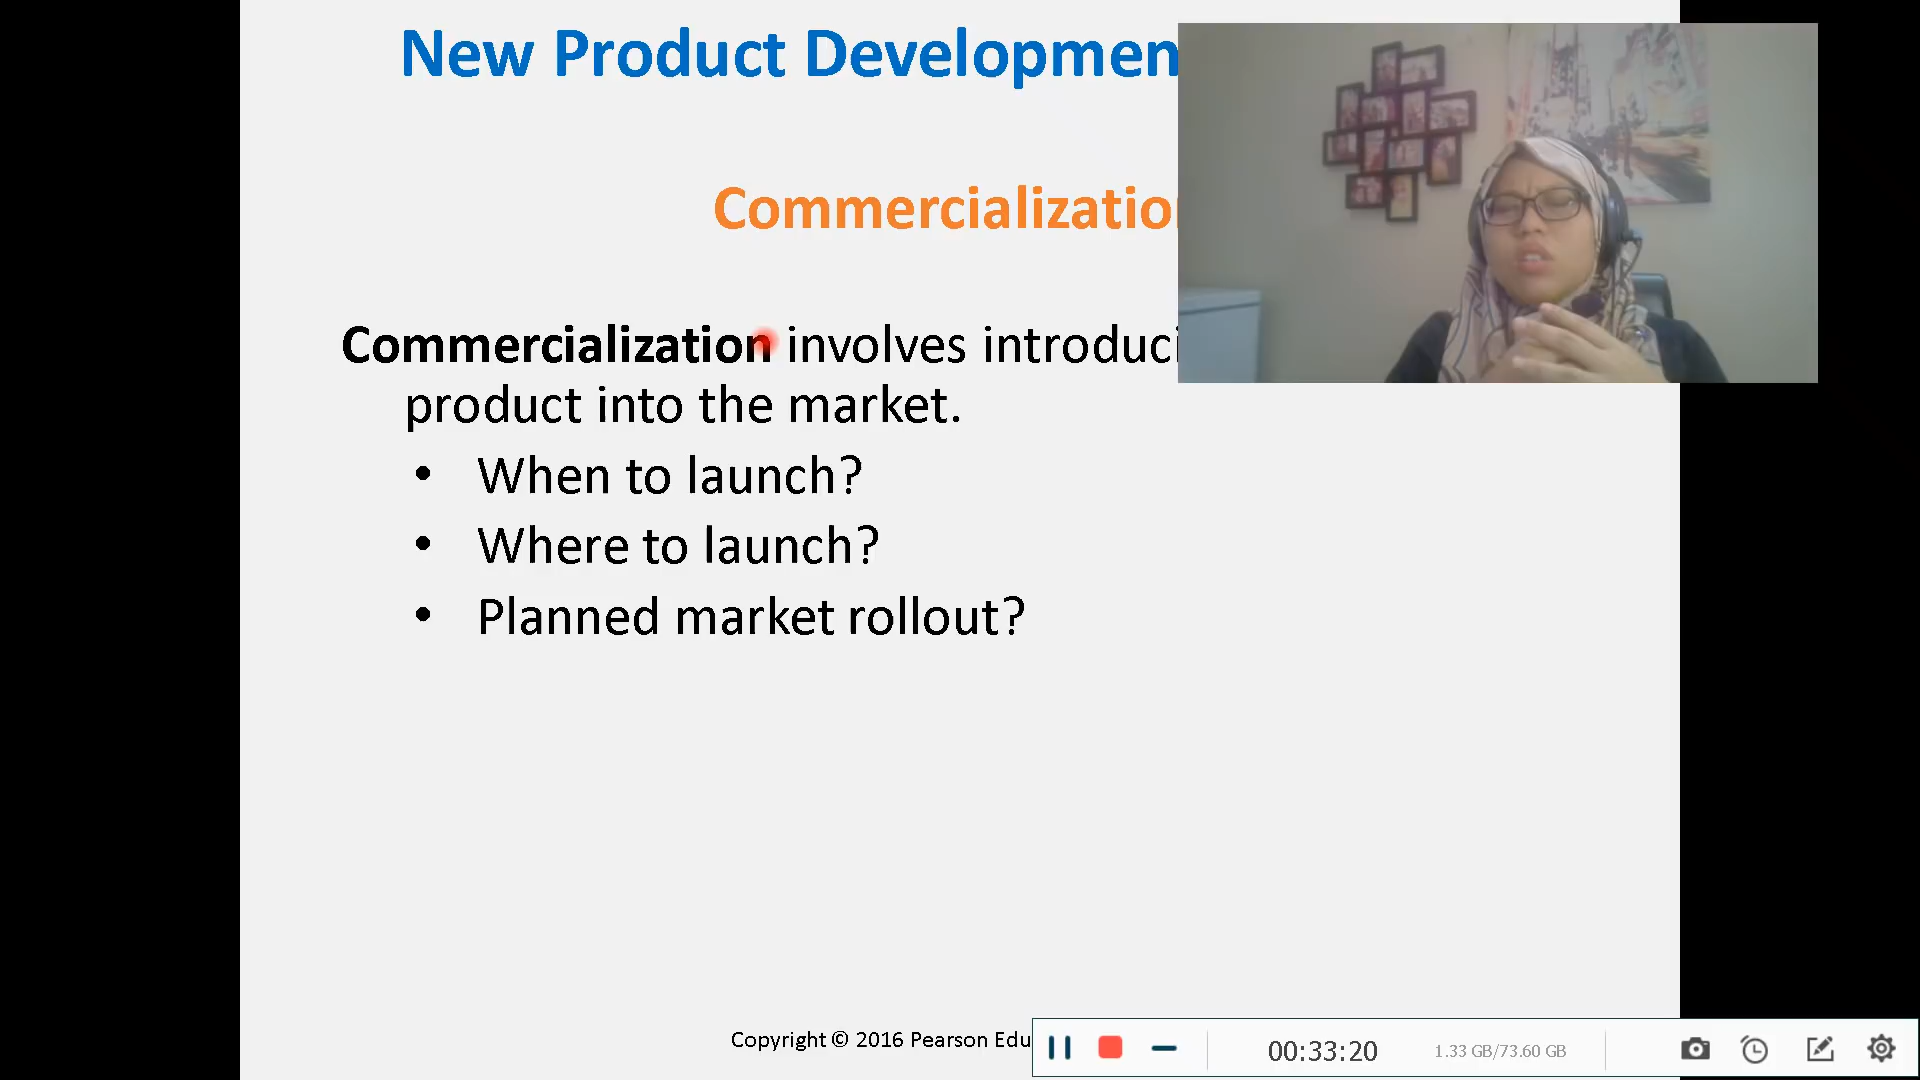 New Product Developmen
Commercializatio
Commercialization involves introduci
product into the market.
• When to launch?
• Where to launch?
• Planned market rollout?
Copyright © 2016 Pearson Edu
00:33:20
1.33 GB/73.60 GB